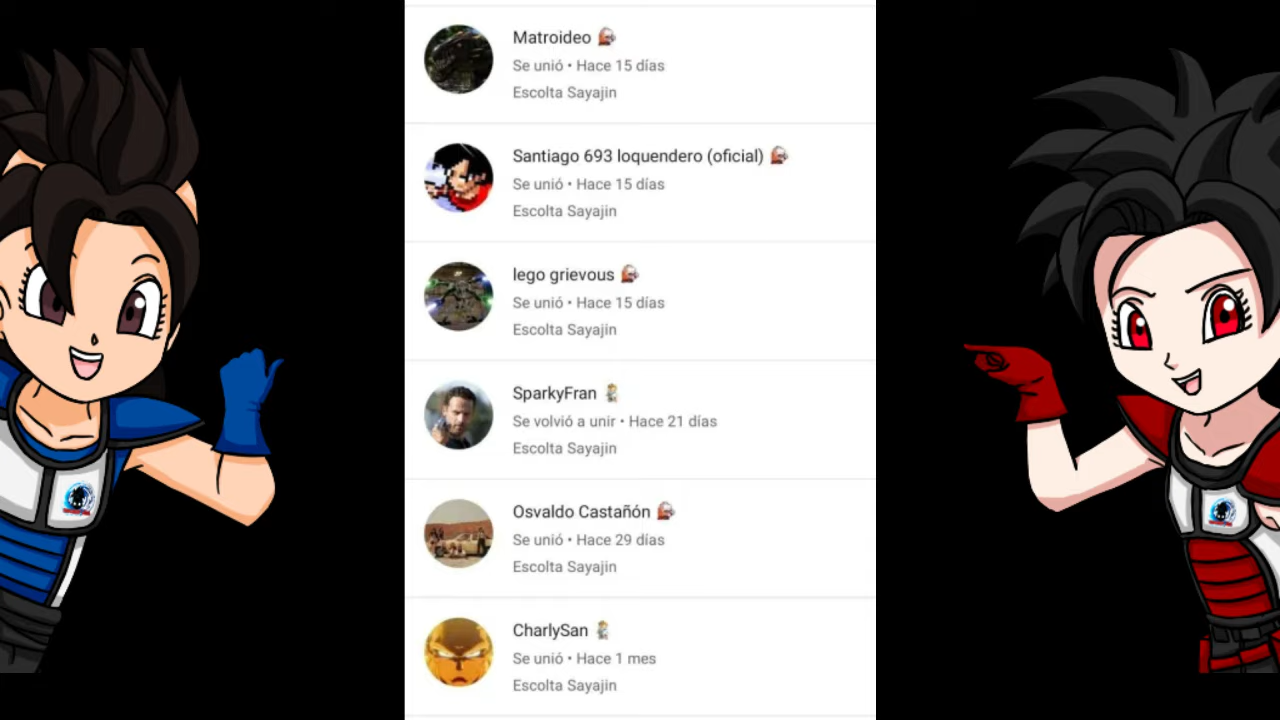 Matroideo
Se unió • Hace 15 días
Escolta Sayajin
Santiago 693 loquendero (oficial)
Se unió • Hace 15 días
Escolta Sayajin
lego grievous
Se unió • Hace 15 días
Escolta Sayajin
SparkyFran
Se volvió a unir • Hace 21 días
Escolta Sayajin
Osvaldo Castañón
Se unió • Hace 29 días
Escolta Sayajin
CharlySan
Se unió • Hace 1 mes
Escolta Sayajin